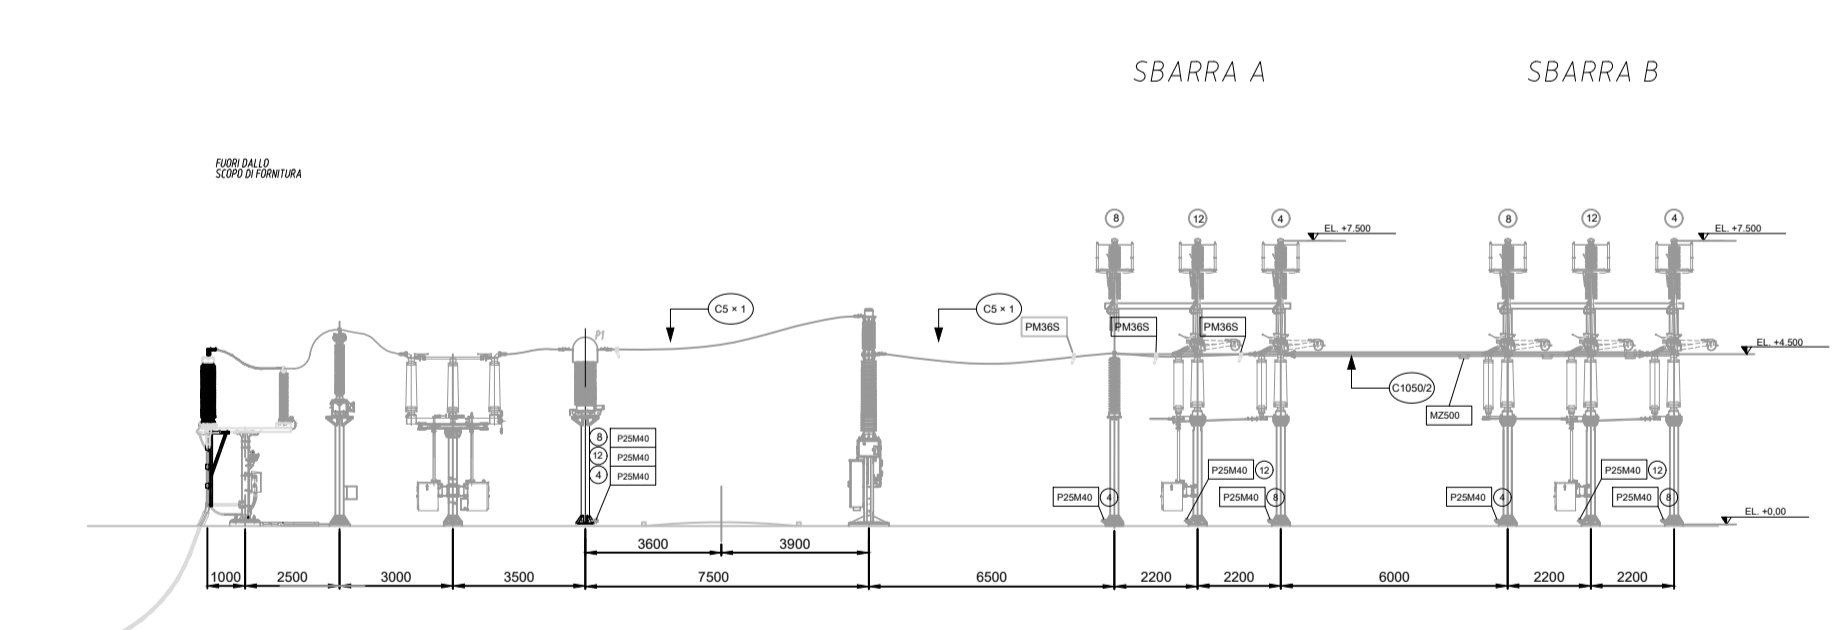 SBARRA A
SBARRA B
FUORI DALLO
SCOPO DI FORNITURA
8
12
4
EL. +7.500
8
12
4
EL. +7.500
C5 × 1
C5 × 1
P1
PM36S
PM36S
PM36S
EL. +4.500
C1050/2
MZ500
8 P25M40
12 P25M40
4 P25M40
P25M40 12
P25M40 4
P25M40 8
P25M40 12
P25M40 4
P25M40 8
EL. +0,00
3600
3900
1000
2500
3000
3500
7500
6500
2200
2200
6000
2200
2200